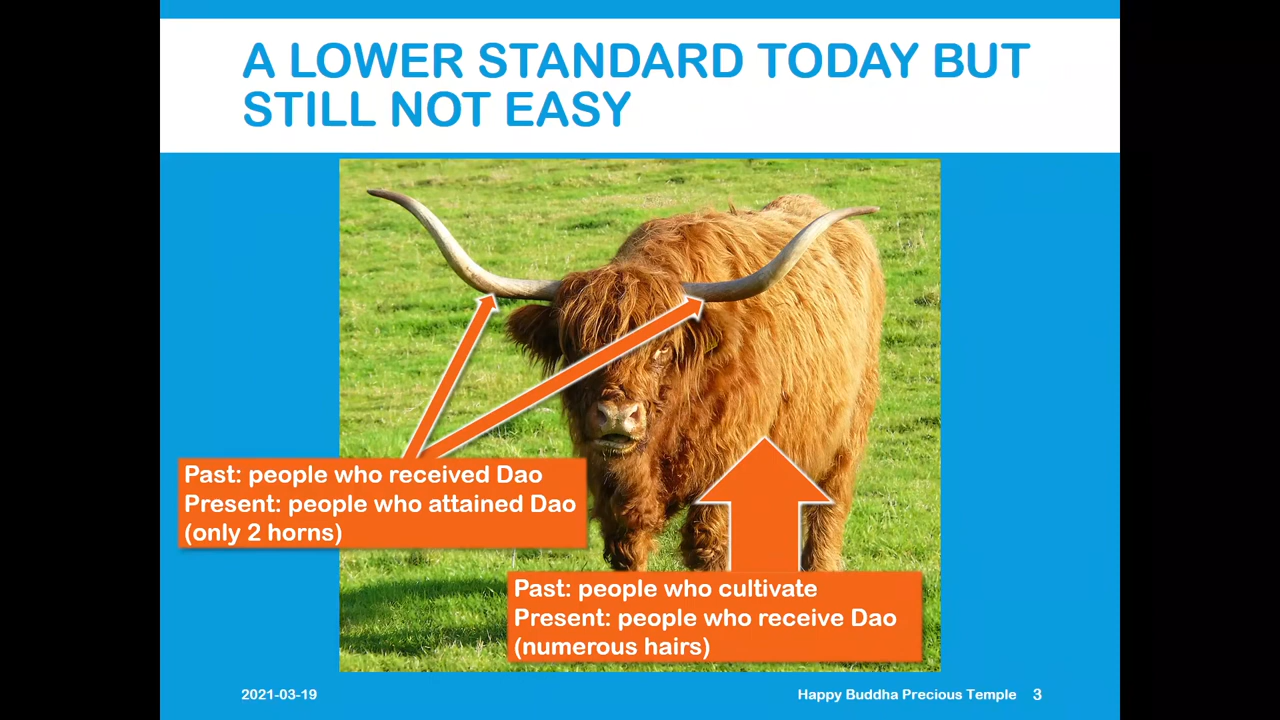 A LOWER STANDARD TODAY BUT
STILL NOT EASY
Past: people who received Dao
Present: people who attained Dao
(only 2 horns)
Past: people who cultivate
Present: people who receive Dao
(numerous hairs)
2021-03-19
Happy Buddha Precious Temple 3